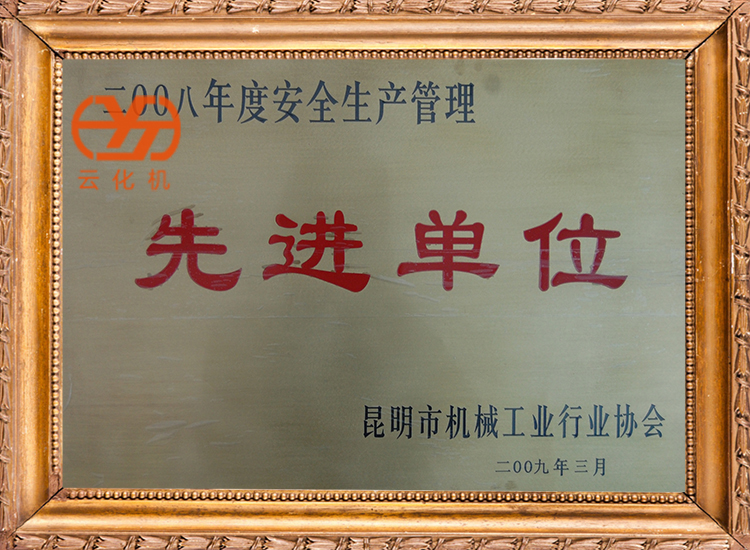 二00八年度安全生产管理
云化机
先进单位
昆明市机械工业行业协会
二00九年三月